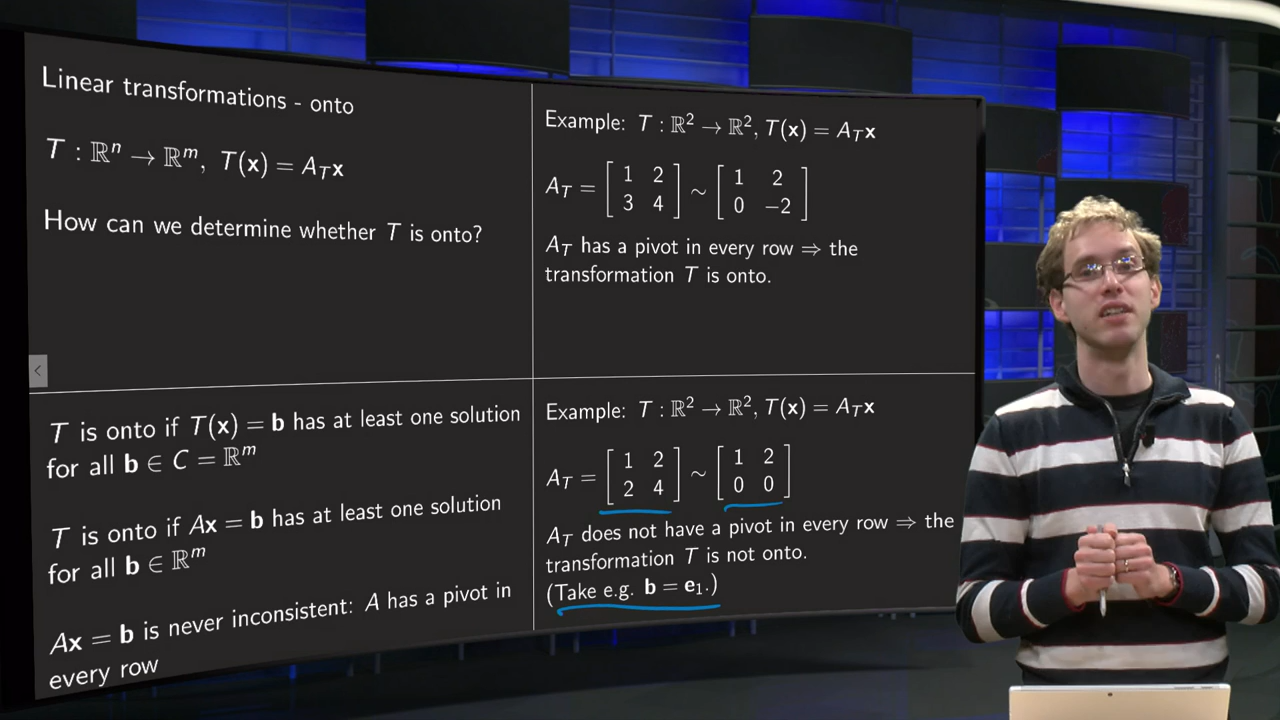 Linear transformations - onto
T : ℝⁿ → ℝᵐ, T(x) = A_T x
How can we determine whether T is onto?
T is onto if T(x) = b has at least one solution
for all b ∈ C = ℝᵐ
T is onto if Ax = b has at least one solution
for all b ∈ ℝᵐ
Ax = b is never inconsistent: A has a pivot in
every row
Example: T : ℝ² → ℝ², T(x) = A_T x
A_T = [1 2; 3 4] ~ [1 2; 0 −2]
A_T has a pivot in every row ⇒ the
transformation T is onto.
Example: T : ℝ² → ℝ², T(x) = A_T x
A_T = [1 2; 2 4] ~ [1 2; 0 0]
A_T does not have a pivot in every row ⇒ the
transformation T is not onto.
(Take e.g. b = e₁.)